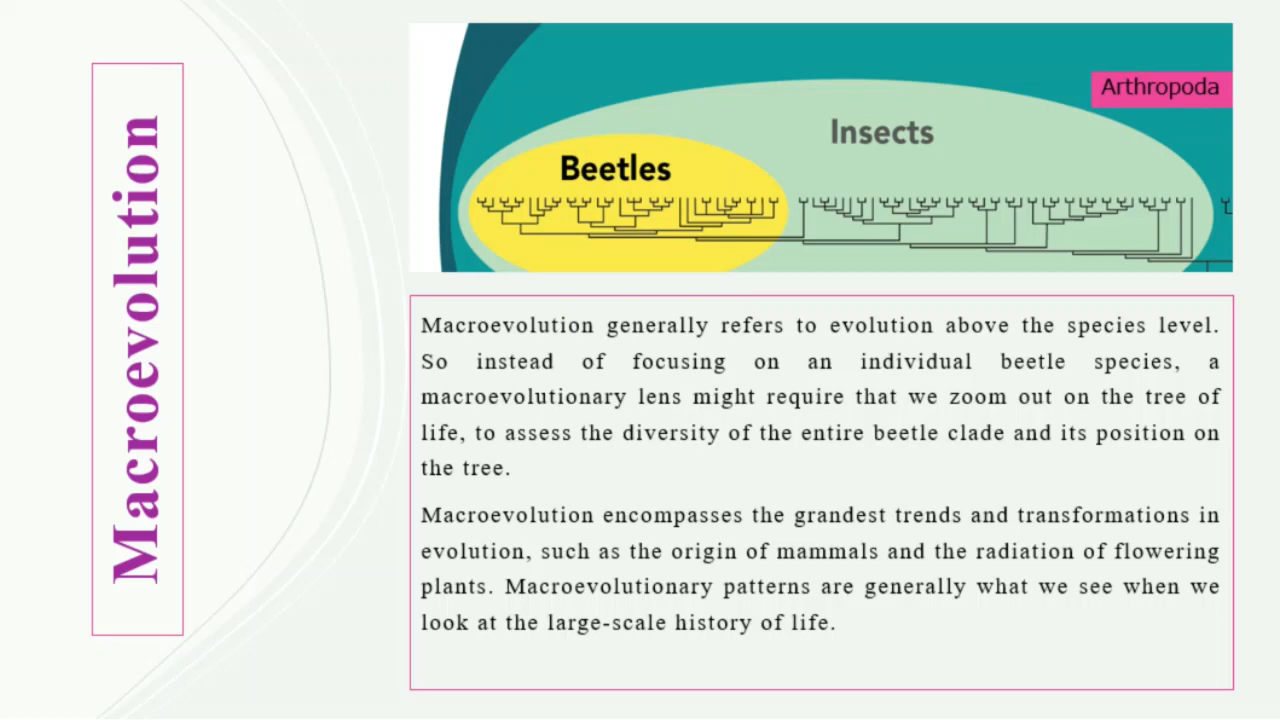 Macroevolution
Arthropoda
Insects
Beetles
Macroevolution generally refers to evolution above the species level.
So instead of focusing on an individual beetle species, a
macroevolutionary lens might require that we zoom out on the tree of
life, to assess the diversity of the entire beetle clade and its position on
the tree.
Macroevolution encompasses the grandest trends and transformations in
evolution, such as the origin of mammals and the radiation of flowering
plants. Macroevolutionary patterns are generally what we see when we
look at the large-scale history of life.